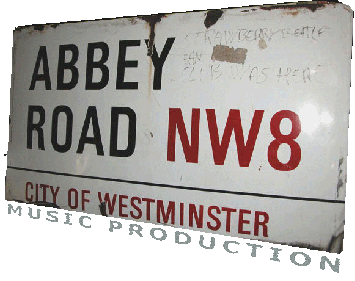 ABBEY
ROAD NW8
CITY OF WESTMINSTER
MUSIC PRODUCTION